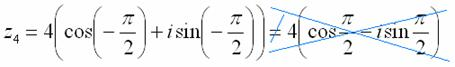 z₄ = 4(cos(-π/2) + i sin(-π/2)) = 4(cos π/2 - i sin π/2)